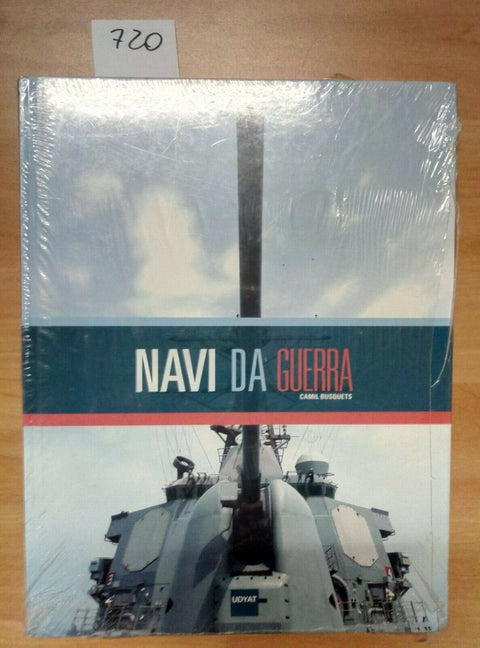 720
NAVI DA GUERRA
CAMIL BUSQUETS
UDYAT